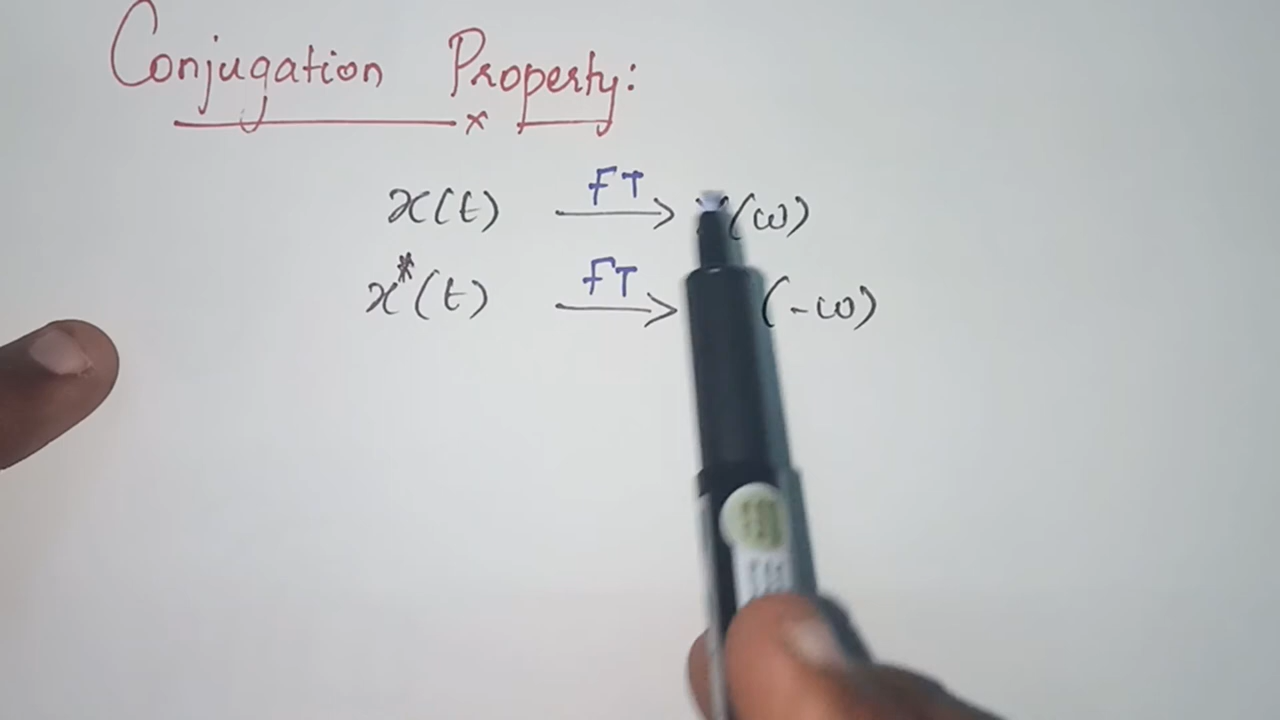 Conjugation Property:
x(t) FT → (ω)
x*(t) FT → (-ω)